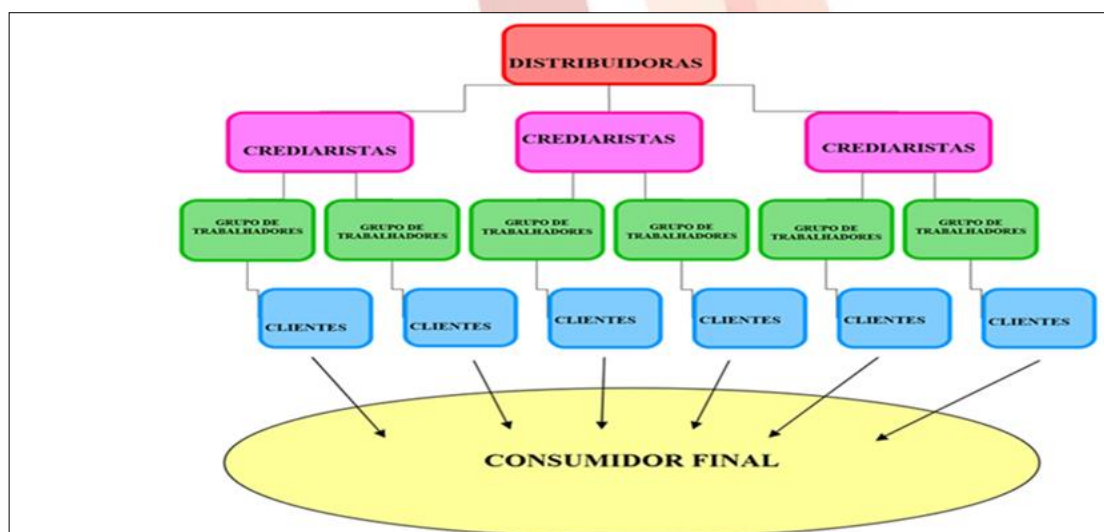 DISTRIBUIDORAS
CREDIARISTAS
CREDIARISTAS
CREDIARISTAS
GRUPO DE
TRABALHADORES
GRUPO DE
TRABALHADORES
GRUPO DE
TRABALHADORES
GRUPO DE
TRABALHADORES
GRUPO DE
TRABALHADORES
GRUPO DE
TRABALHADORES
CLIENTES
CLIENTES
CLIENTES
CLIENTES
CLIENTES
CLIENTES
CONSUMIDOR FINAL